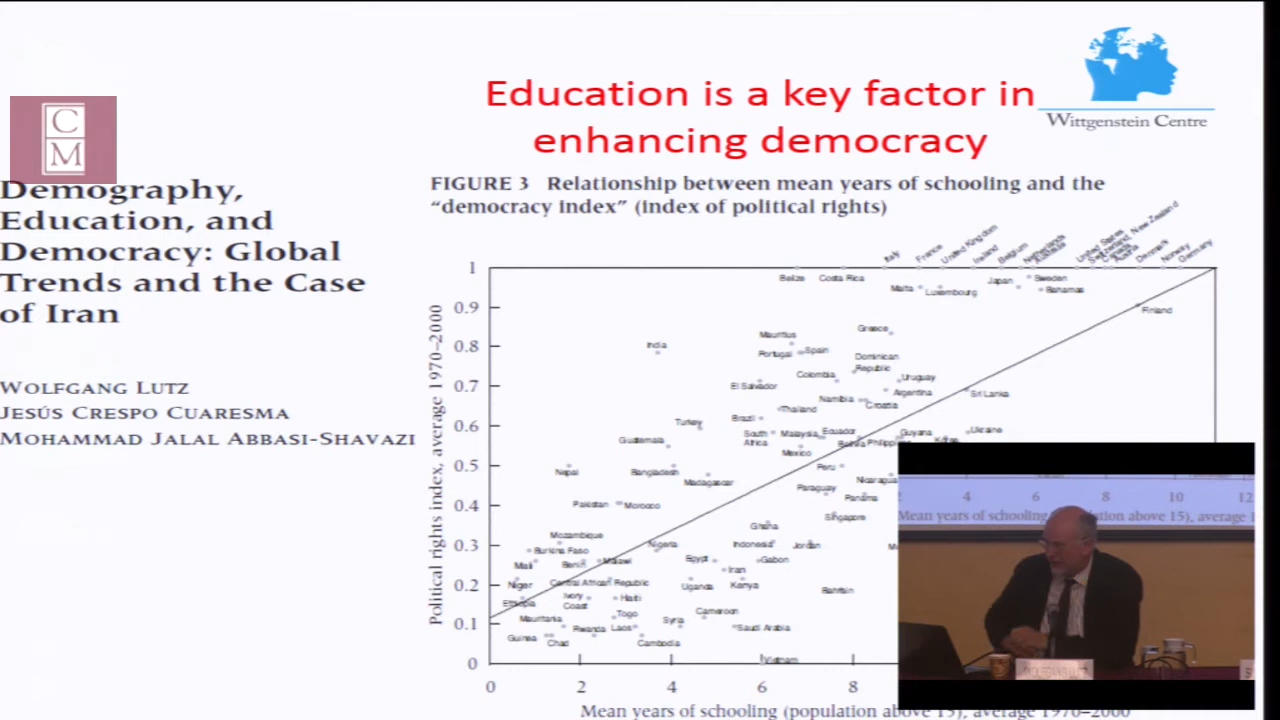 Education is a key factor in
enhancing democracy
Wittgenstein Centre
C
M
Demography,
Education, and
Democracy: Global
Trends and the Case
of Iran
WOLFGANG LUTZ
JESÚS CRESPO CUARESMA
MOHAMMAD JALAL ABBASI-SHAVAZI
FIGURE 3 Relationship between mean years of schooling and the
"democracy index" (index of political rights)
Political rights index, average 1970–2000
Italy France United Kingdom Ireland Belgium Netherlands Australia United States Switzerland, New Zealand Canada Austria Denmark Norway Germany
1
Belize Costa Rica Japan Sweden
Malta Luxembourg Bahamas
0.9
Finland
Mauritius Greece
0.8
India Portugal Spain Dominican
Republic
Colombia Uruguay
0.7
El Salvador Argentina Sri Lanka
Namibia Croatia
Thailand
0.6
Turkey Brazil
Guatemala South
Africa Malaysia Ecuador Guyana Ukraine
Bolivia
Mexico
0.5
Nepal Bangladesh Peru
Madagascar Nicaragua
Paraguay Panama
0.4
Pakistan Morocco
Singapore
Ghana
Mozambique
0.3
Burkina Faso Nigeria Indonesia Jordan
Mali Benin Malawi Egypt Gabon
Iran
0.2
Niger Central African Republic Uganda Kenya Bahrain
Ethiopia Ivory
Coast Haiti
Mauritania Togo Cameroon
0.1
Guinea Rwanda Laos Syria Saudi Arabia
Chad Cambodia
0
Vietnam
0 2 4 6 8
Mean years of schooling (population above 15), average 1970–2000
4 6 8 10 12
Mean years of schooling (population above 15), average 1